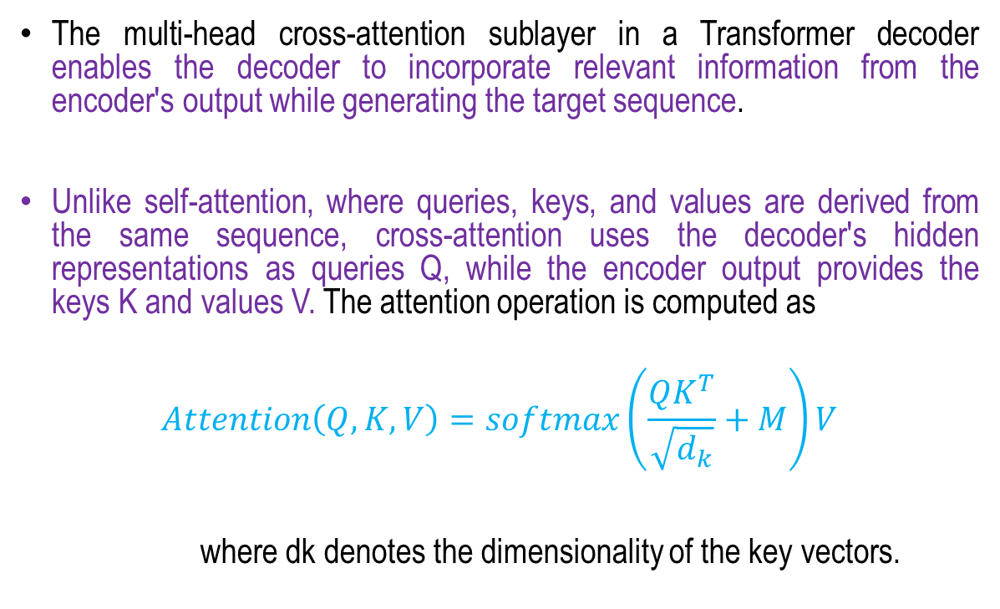 • The multi-head cross-attention sublayer in a Transformer decoder
enables the decoder to incorporate relevant information from the
encoder's output while generating the target sequence.
• Unlike self-attention, where queries, keys, and values are derived from
the same sequence, cross-attention uses the decoder's hidden
representations as queries Q, while the encoder output provides the
keys K and values V. The attention operation is computed as
$Attention(Q, K, V) = softmax\left(\frac{QK^T}{\sqrt{d_k}} + M\right)V$
where dk denotes the dimensionality of the key vectors.